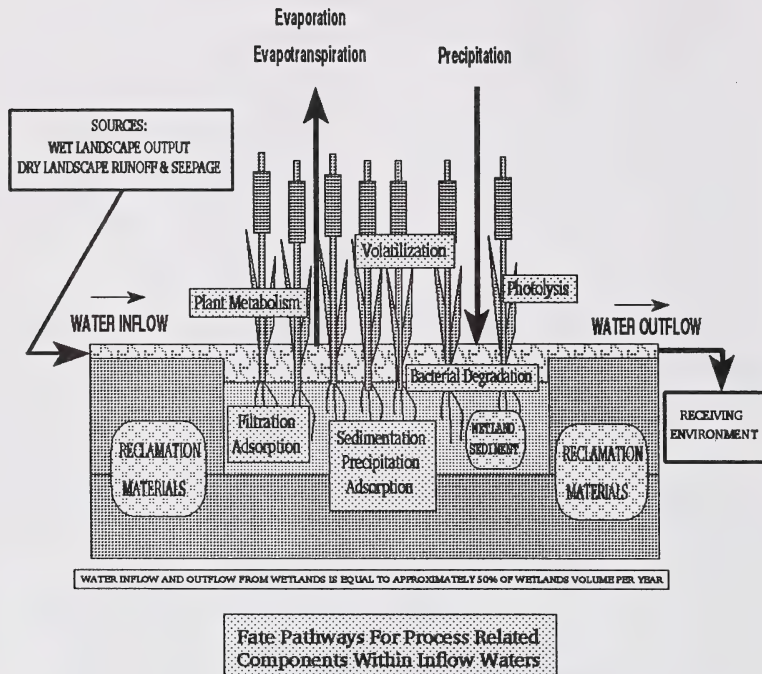 Evaporation
Evapotranspiration
Precipitation
SOURCES:
WET LANDSCAPE OUTPUT
DRY LANDSCAPE RUNOFF & SEEPAGE
Volatilization
Plant Metabolism
Photolysis
WATER INFLOW
WATER OUTFLOW
Bacterial Degradation
Filtration
Adsorption
Sedimentation
Precipitation
Adsorption
WETLAND
SEDIMENT
RECLAMATION
MATERIALS
RECLAMATION
MATERIALS
RECEIVING
ENVIRONMENT
WATER INFLOW AND OUTFLOW FROM WETLANDS IS EQUAL TO APPROXIMATELY 50% OF WETLANDS VOLUME PER YEAR
Fate Pathways For Process Related
Components Within Inflow Waters